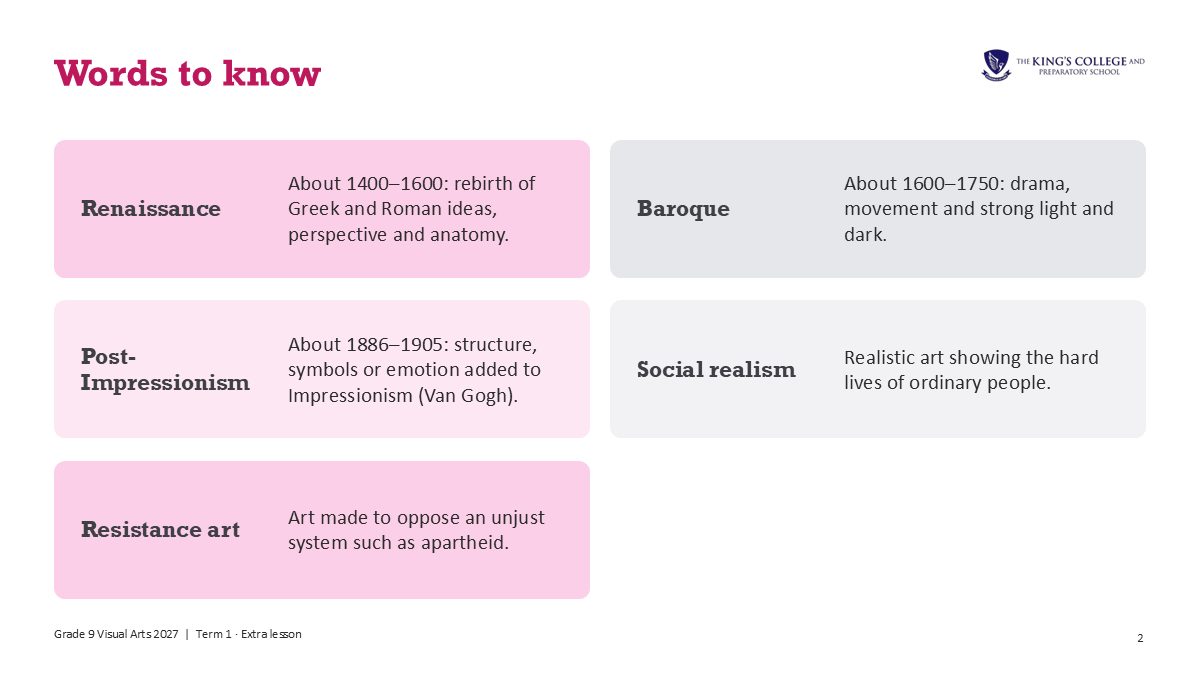 Words to know
THE KING'S COLLEGE AND
PREPARATORY SCHOOL
Renaissance
About 1400–1600: rebirth of
Greek and Roman ideas,
perspective and anatomy.
Baroque
About 1600–1750: drama,
movement and strong light and
dark.
Post-
Impressionism
About 1886–1905: structure,
symbols or emotion added to
Impressionism (Van Gogh).
Social realism
Realistic art showing the hard
lives of ordinary people.
Resistance art
Art made to oppose an unjust
system such as apartheid.
Grade 9 Visual Arts 2027 | Term 1 · Extra lesson
2